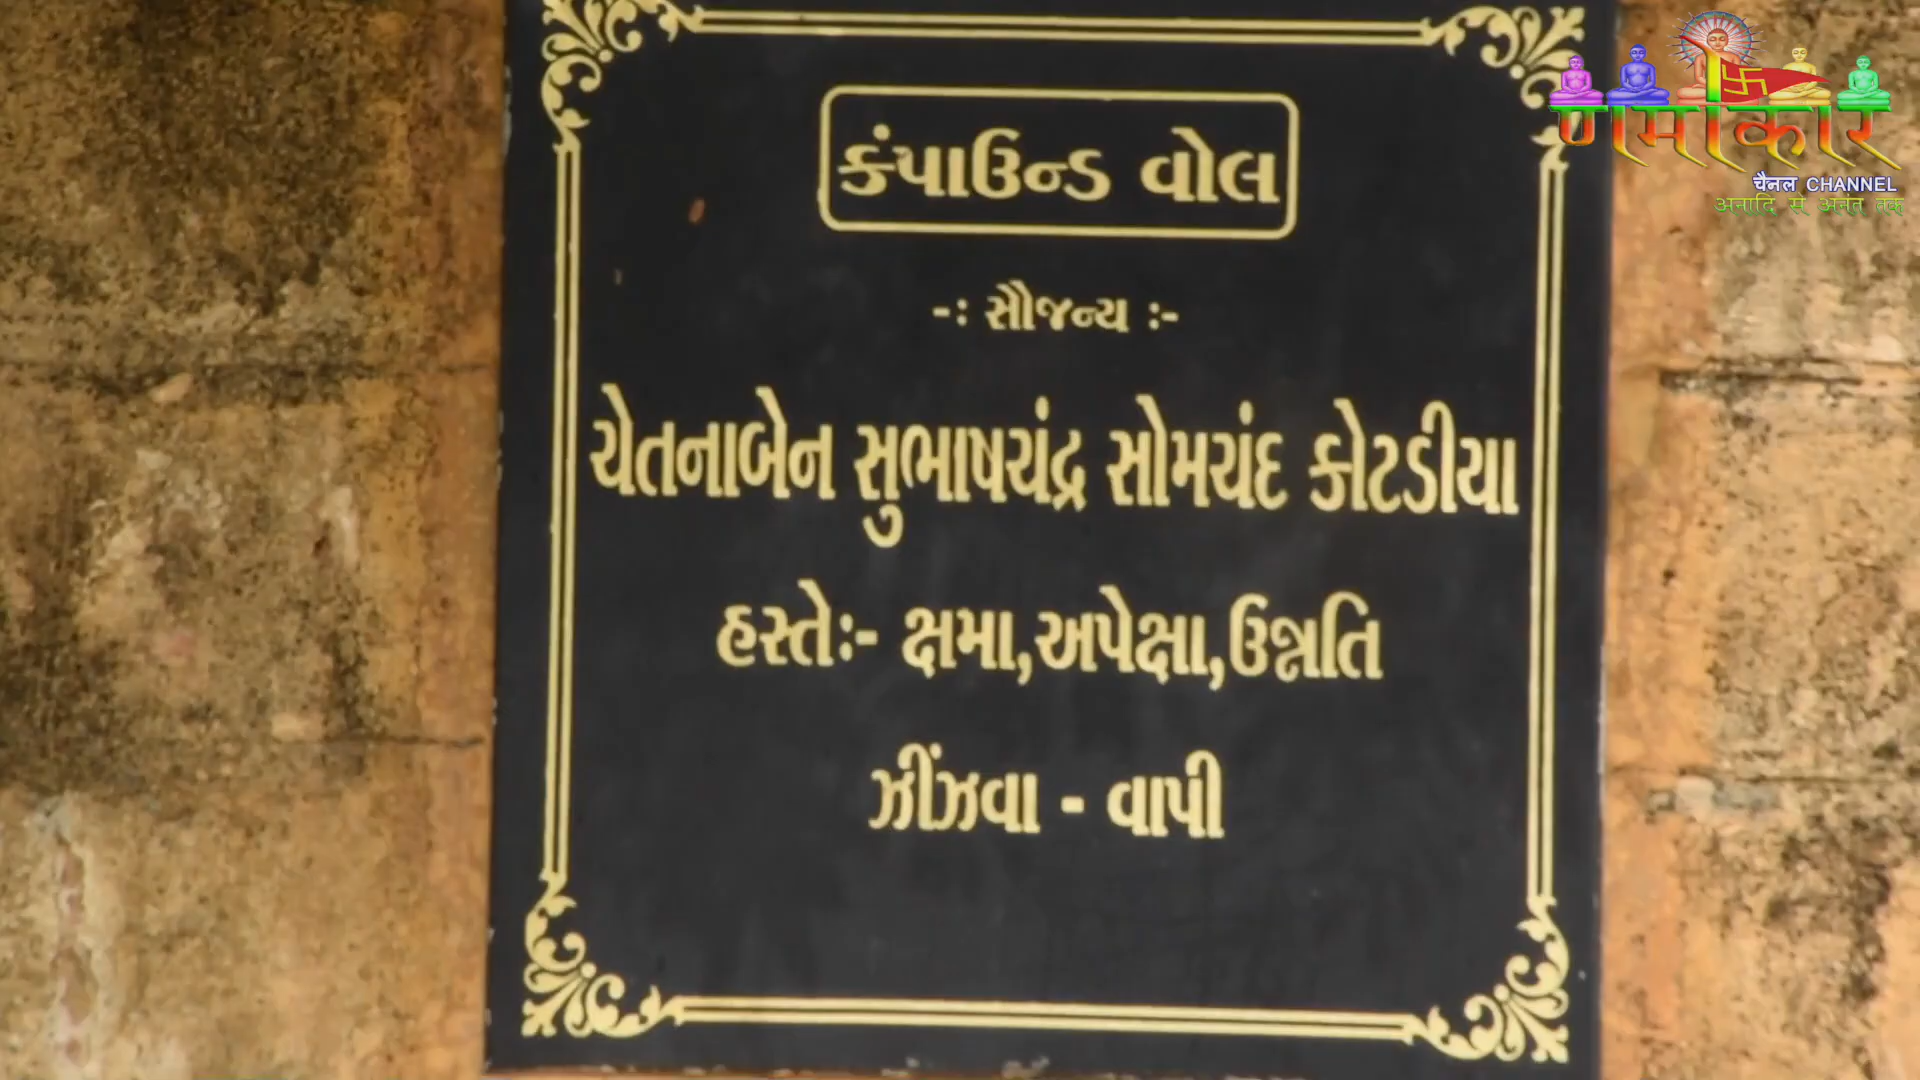 કંપાઉન્ડ વોલ
-: સૌજન્ય :-
ચેતનાબેન સુભાષચંદ્ર સોમચંદ કોટડીયા
હસ્તેઃ- ક્ષમા,અપેક્ષા,ઉન્નતિ
ઝીંઝવા - વાપી
णमोकार
चैनल CHANNEL
अनादि से अनंत तक